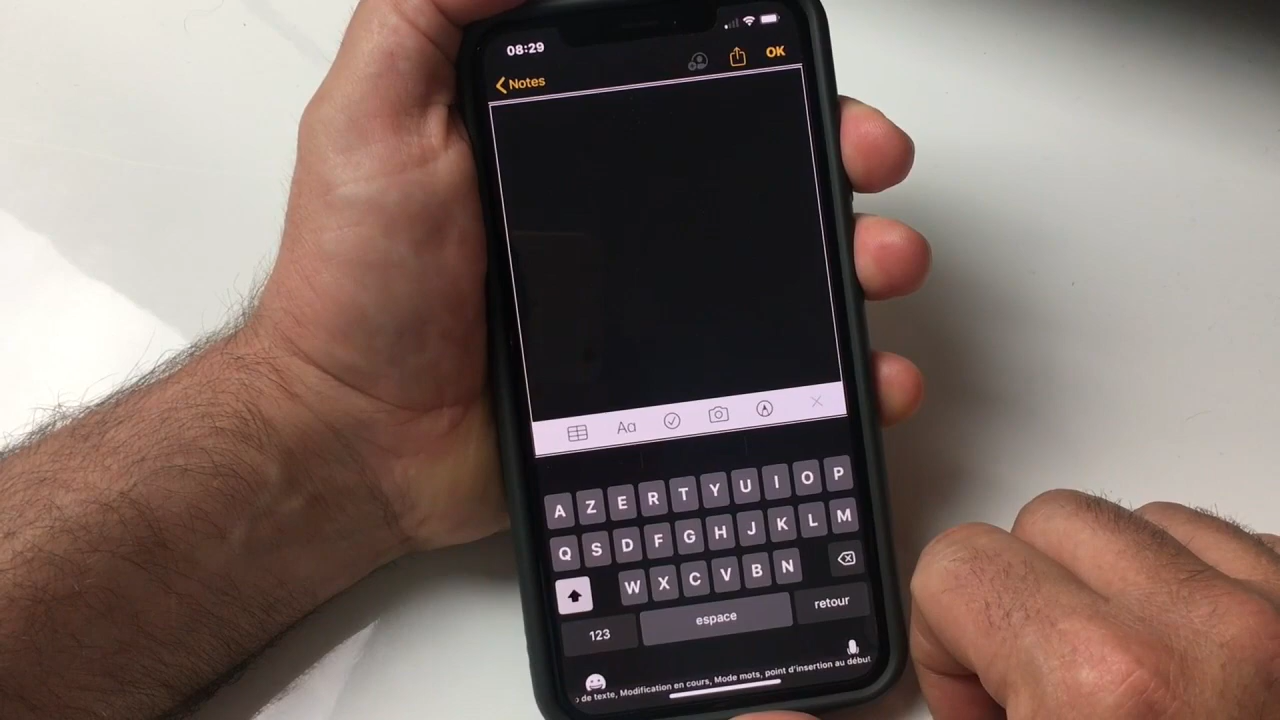 08:29
OK
Notes
Aa
A Z E R T Y U I O P
Q S D F G H J K L M
W X C V B N
123 espace retour
de texte, Modification en cours, Mode mots, point d'insertion au début